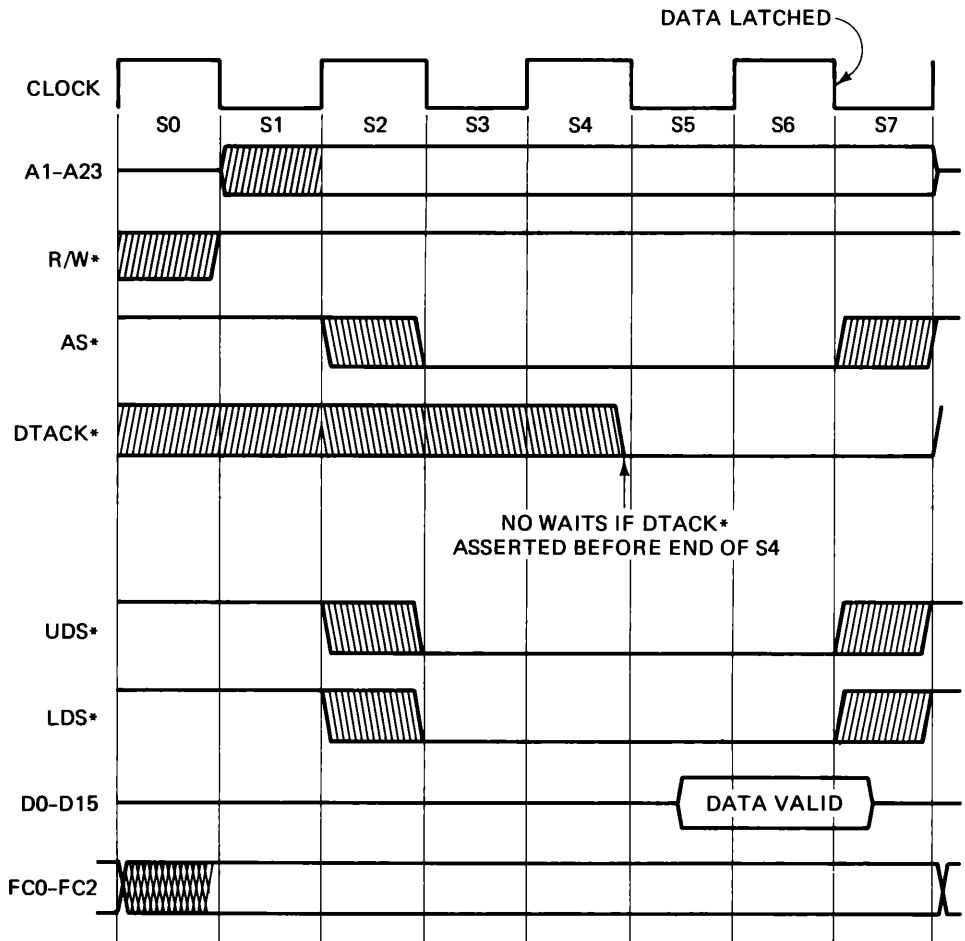 DATA LATCHED
CLOCK
S0 S1 S2 S3 S4 S5 S6 S7
A1–A23
R/W*
AS*
DTACK*
NO WAITS IF DTACK*
ASSERTED BEFORE END OF S4
UDS*
LDS*
D0–D15 DATA VALID
FC0–FC2